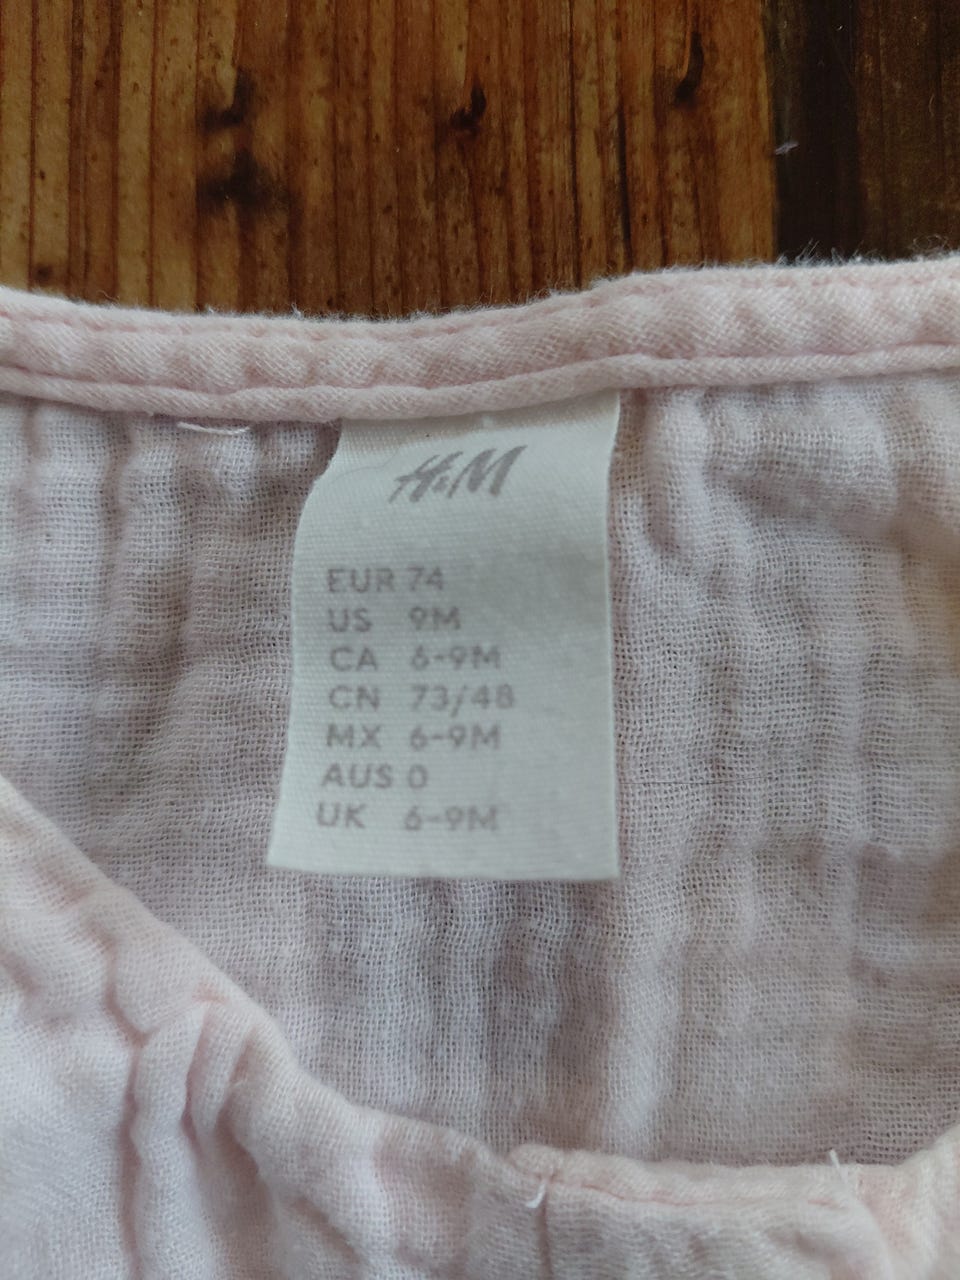 H&M
EUR 74
US 9M
CA 6-9M
CN 73/48
MX 6-9M
AUS 0
UK 6-9M